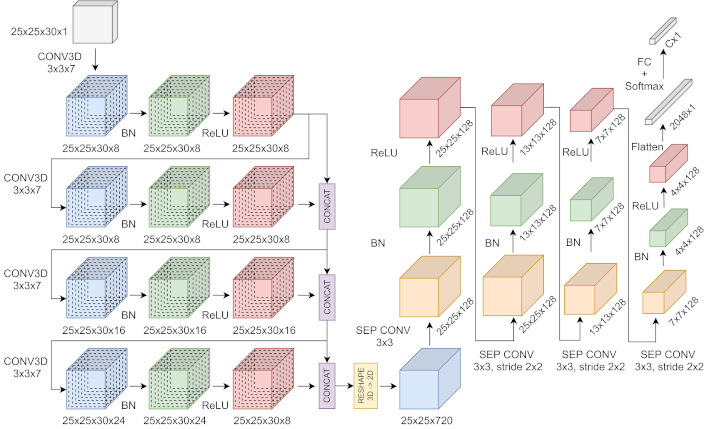 25x25x30x1
CONV3D
3x3x7
BN
ReLU
25x25x30x8
25x25x30x8
25x25x30x8
CONV3D
3x3x7
BN
ReLU
25x25x30x8
25x25x30x8
25x25x30x8
CONCAT
CONV3D
3x3x7
BN
ReLU
25x25x30x16
25x25x30x16
25x25x30x16
CONCAT
CONV3D
3x3x7
BN
ReLU
25x25x30x24
25x25x30x24
25x25x30x8
CONCAT
RESHAPE
3D -> 2D
25x25x720
SEP CONV
3x3
25x25x128
BN
25x25x128
ReLU
25x25x128
SEP CONV
3x3, stride 2x2
25x25x128
BN
13x13x128
ReLU
13x13x128
SEP CONV
3x3, stride 2x2
13x13x128
BN
7x7x128
ReLU
7x7x128
SEP CONV
3x3, stride 2x2
7x7x128
BN
4x4x128
ReLU
4x4x128
Flatten
2048x1
FC
+
Softmax
Cx1